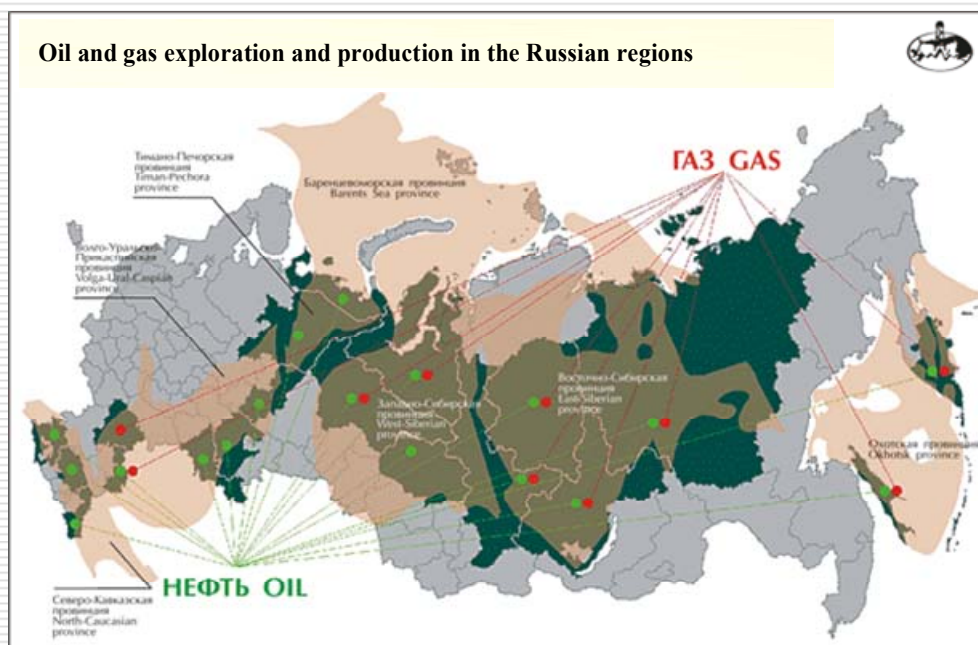 Oil and gas exploration and production in the Russian regions
ГАЗ GAS
Тимано-Печорская
провинция
Timan-Pechora
province
Баренцевоморская провинция
Barents Sea province
Волго-Уральско-
Прикаспийская
провинция
Volga-Ural-Caspian
province
Западно-Сибирская
провинция
West-Siberian
province
Восточно-Сибирская
провинция
East-Siberian
province
Охотская провинция
Okhotsk province
НЕФТЬ OIL
Северо-Кавказская
провинция
North-Caucasian
province